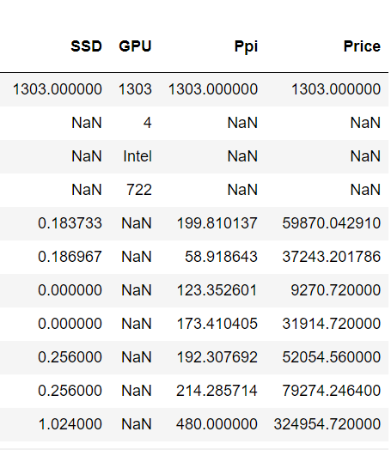 SSD GPU Ppi Price
1303.000000 1303 1303.000000 1303.000000
NaN 4 NaN NaN
NaN Intel NaN NaN
NaN 722 NaN NaN
0.183733 NaN 199.810137 59870.042910
0.186967 NaN 58.918643 37243.201786
0.000000 NaN 123.352601 9270.720000
0.000000 NaN 173.410405 31914.720000
0.256000 NaN 192.307692 52054.560000
0.256000 NaN 214.285714 79274.246400
1.024000 NaN 480.000000 324954.720000